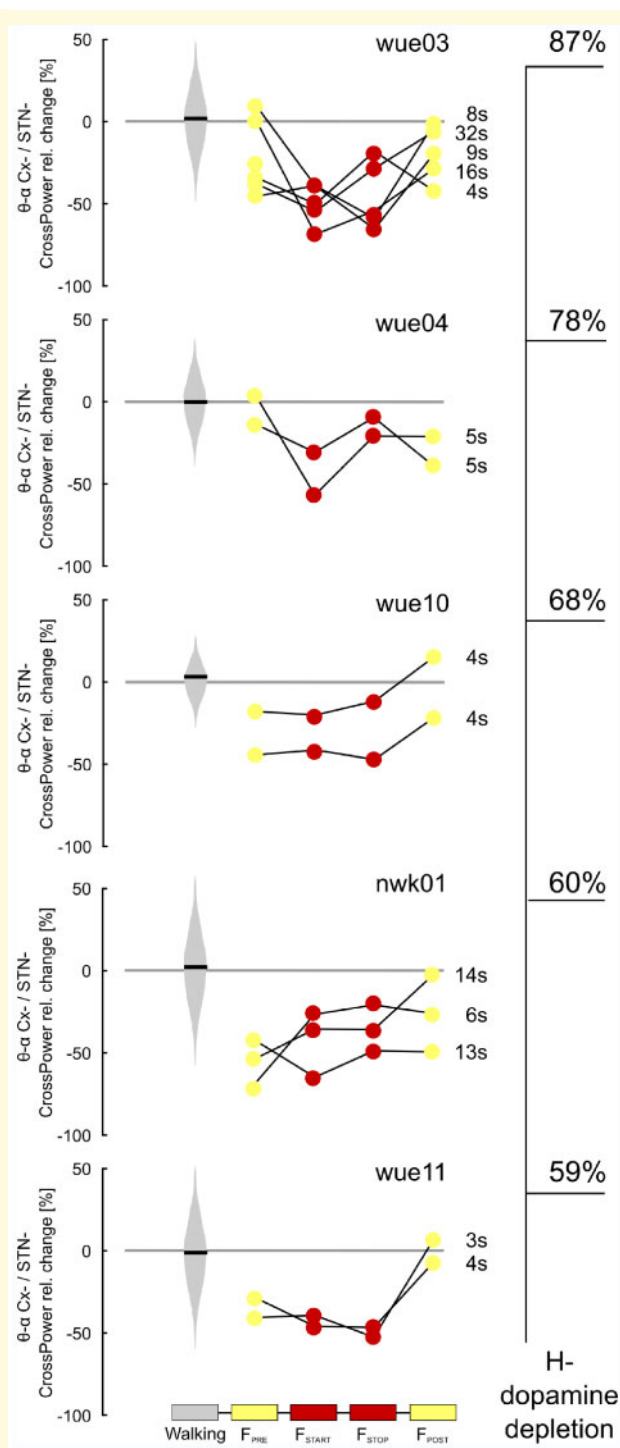 wue03
87%
50
0
-50
-100
θ-α Cx- / STN-
CrossPower rel. change [%]
8s
32s
9s
16s
4s
wue04
78%
50
0
-50
-100
θ-α Cx- / STN-
CrossPower rel. change [%]
5s
5s
wue10
68%
50
0
-50
-100
θ-α Cx- / STN-
CrossPower rel. change [%]
4s
4s
nwk01
60%
50
0
-50
-100
θ-α Cx- / STN-
CrossPower rel. change [%]
14s
6s
13s
wue11
59%
50
0
-50
-100
θ-α Cx- / STN-
CrossPower rel. change [%]
3s
4s
H-
dopamine
depletion
Walking FPRE FSTART FSTOP FPOST